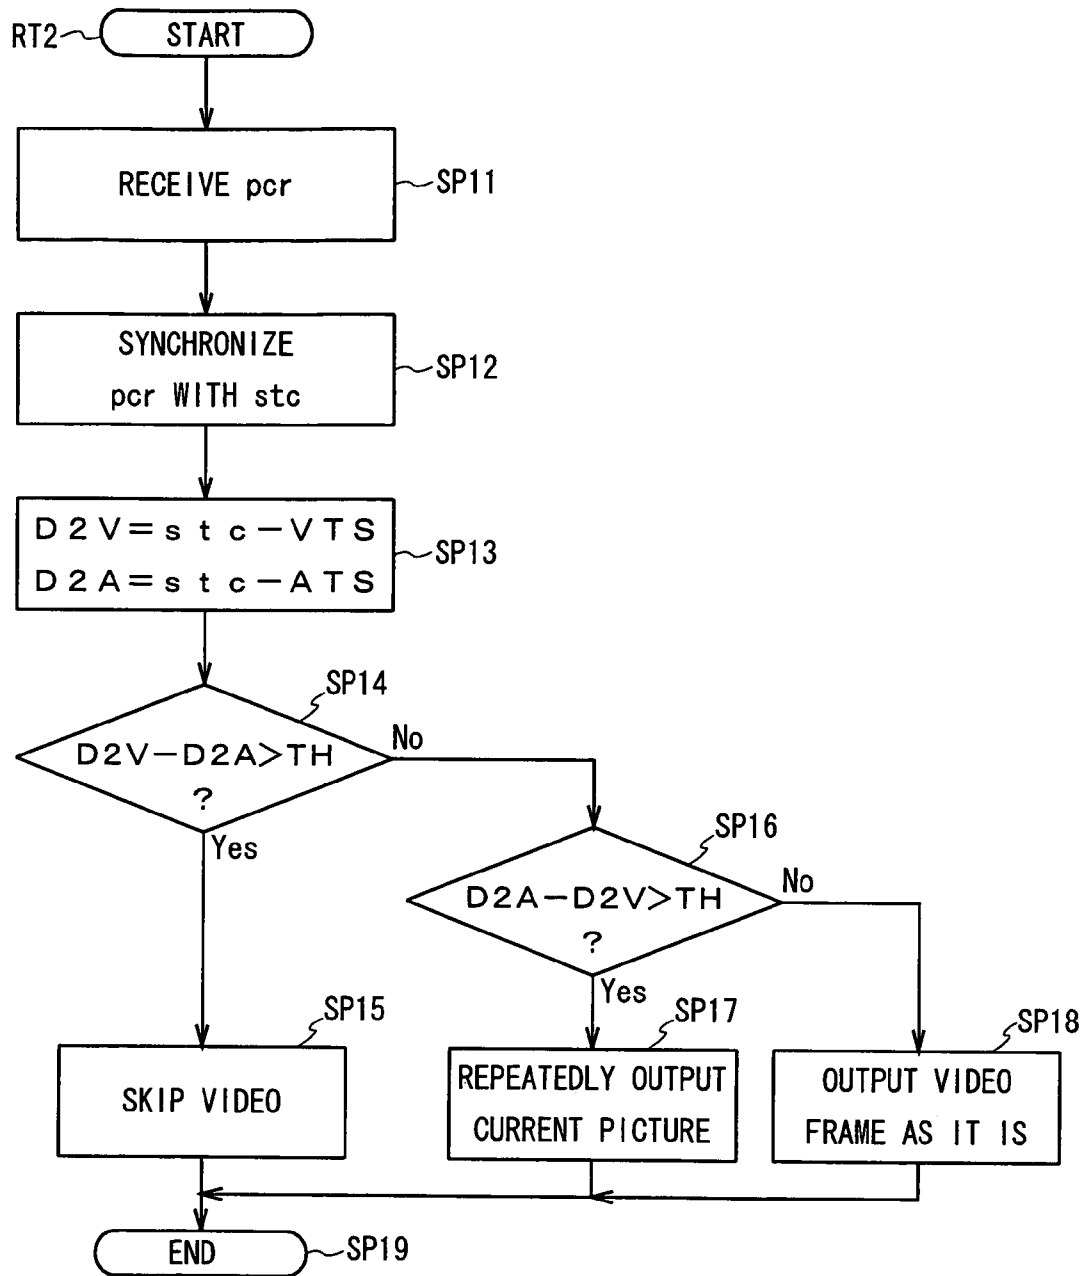 RT2
START
RECEIVE pcr
SP11
SYNCHRONIZE
pcr WITH stc
SP12
D2V=stc-VTS
D2A=stc-ATS
SP13
SP14
D2V-D2A>TH
?
No
Yes
SP16
D2A-D2V>TH
?
No
Yes
SP15
SKIP VIDEO
SP17
REPEATEDLY OUTPUT
CURRENT PICTURE
SP18
OUTPUT VIDEO
FRAME AS IT IS
END
SP19